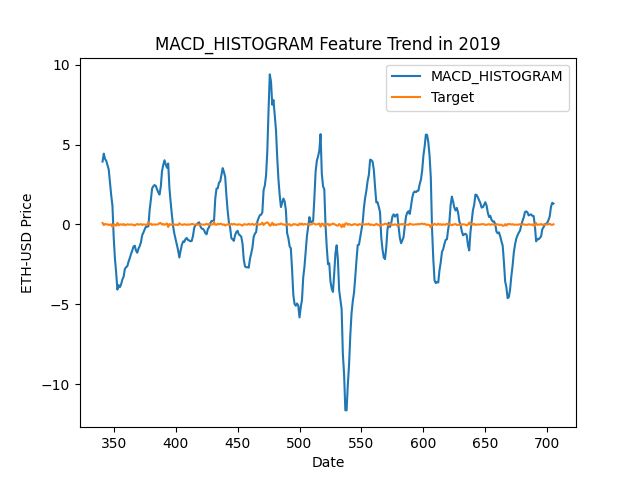 MACD_HISTOGRAM Feature Trend in 2019
MACD_HISTOGRAM
Target
ETH-USD Price
10
5
0
−5
−10
350
400
450
500
550
600
650
700
Date